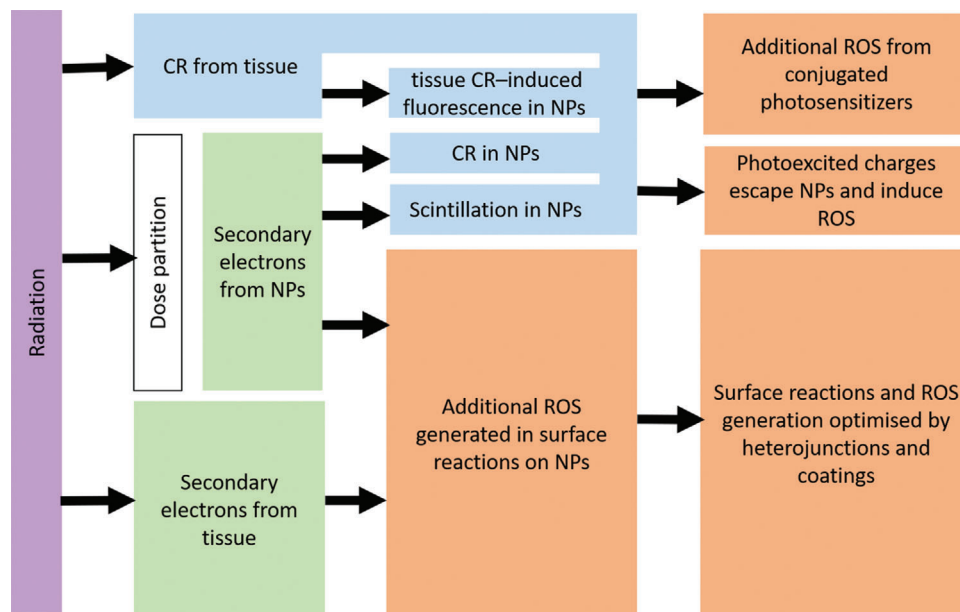 Radiation
CR from tissue
tissue CR–induced
fluorescence in NPs
CR in NPs
Scintillation in NPs
Dose partition
Secondary
electrons
from NPs
Secondary
electrons from
tissue
Additional ROS
generated in surface
reactions on NPs
Additional ROS from
conjugated
photosensitizers
Photoexcited charges
escape NPs and induce
ROS
Surface reactions and ROS
generation optimised by
heterojunctions and
coatings